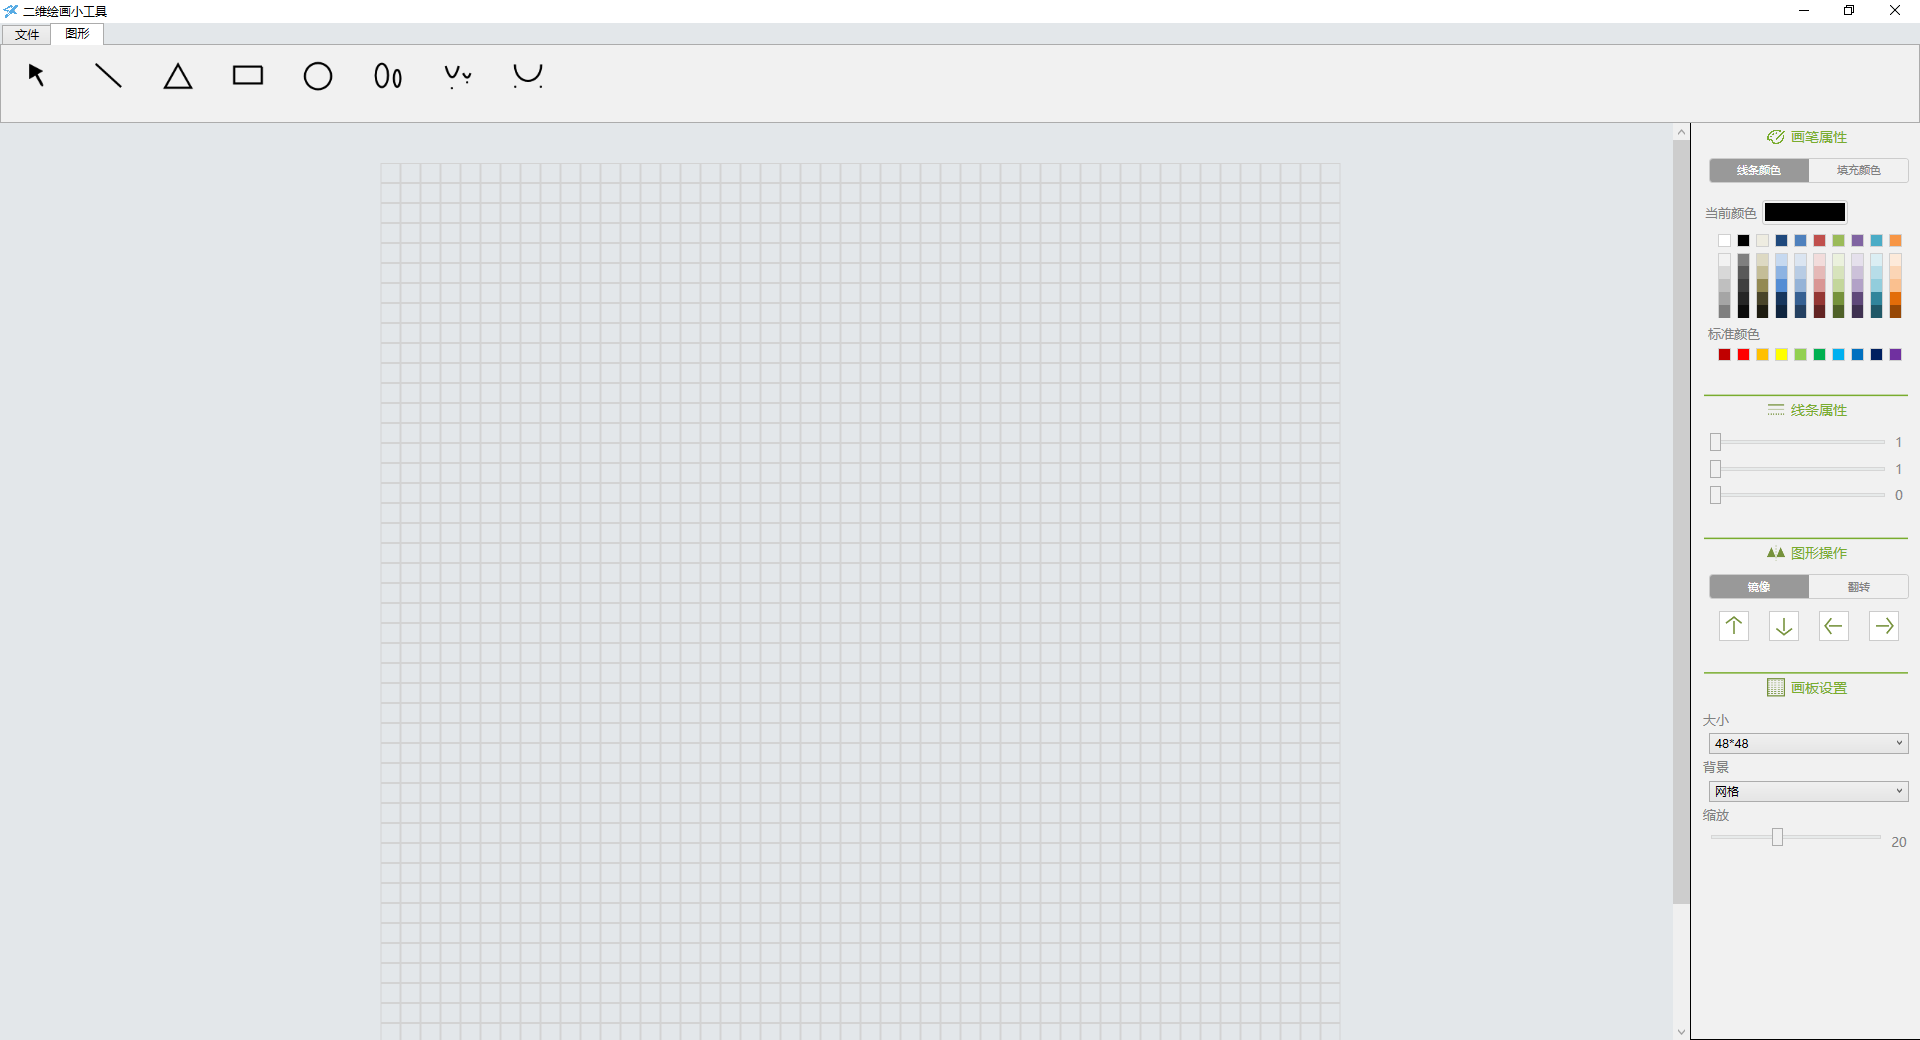 二维绘画小工具
文件 图形
画笔属性
线条颜色 填充颜色
当前颜色
标准颜色
线条属性
1
1
0
图形操作
镜像 翻转
画板设置
大小
48*48
背景
网格
缩放
20